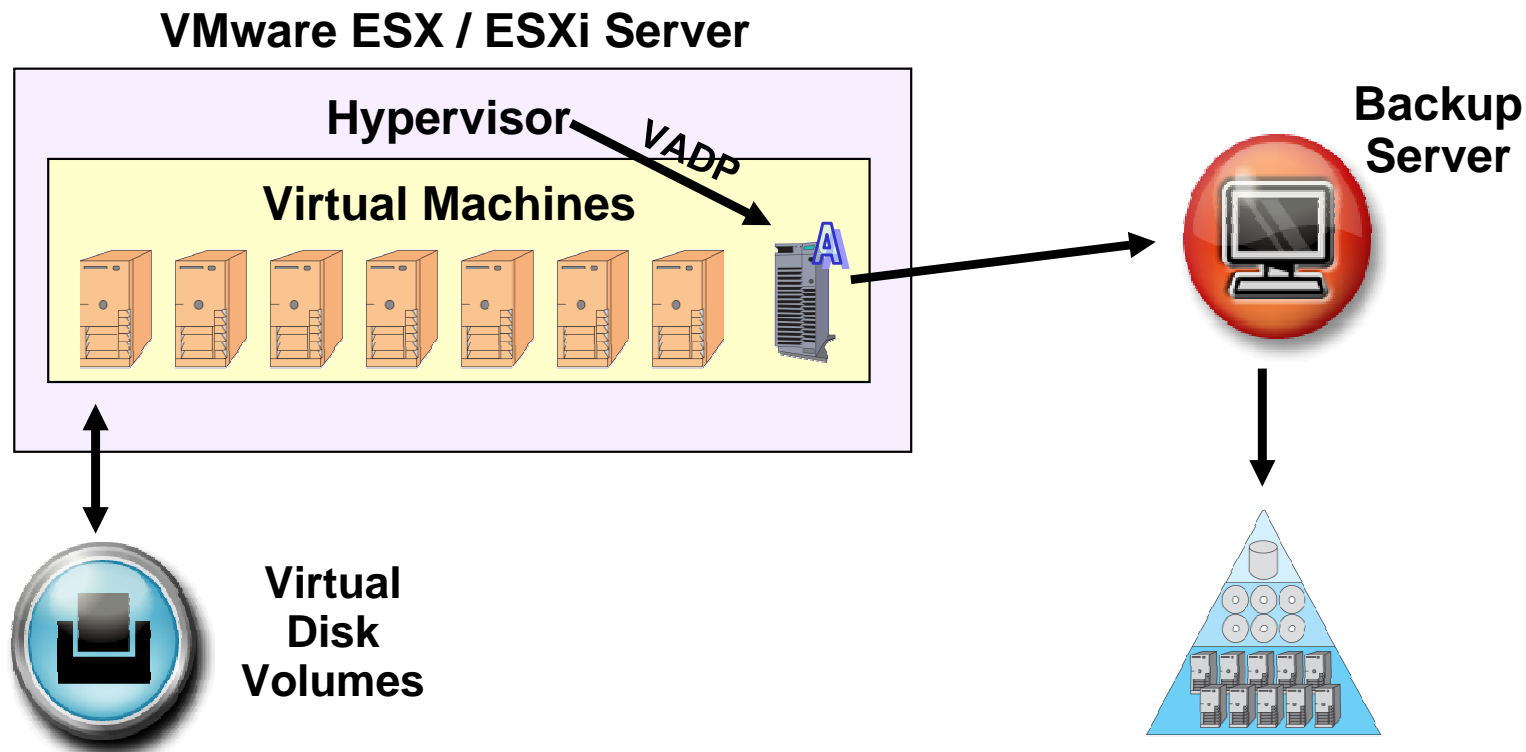 VMware ESX / ESXi Server
Hypervisor
VADP
Virtual Machines
A
Backup
Server
Virtual
Disk
Volumes